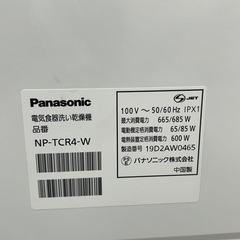 Panasonic
電気食器洗い乾燥機
品番
NP-TCR4-W
JET
100 V ～ 50/60 Hz IPX1
最大消費電力 665/685 W
電動機定格消費電力 65/85 W
電熱装置定格消費電力 600 W
製造番号 19D2AW0465
パナソニック株式会社
中国製